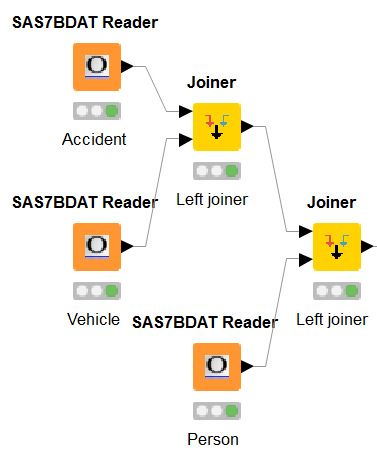 SAS7BDAT Reader
Accident
Joiner
Left joiner
SAS7BDAT Reader
Vehicle
Joiner
Left joiner
SAS7BDAT Reader
Person